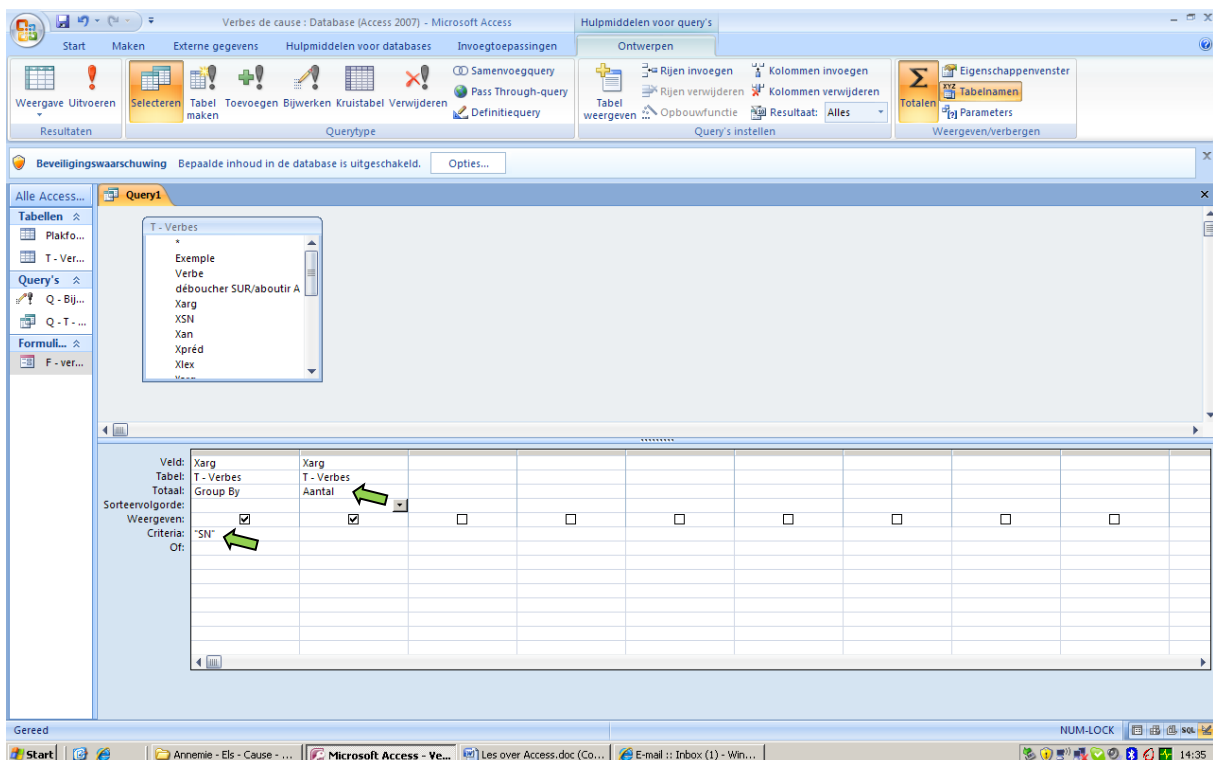 Verbes de cause : Database (Access 2007) - Microsoft Access
Hulpmiddelen voor query's
Start Maken Externe gegevens Hulpmiddelen voor databases Invoegtoepassingen Ontwerpen
Weergave Uitvoeren
Selecteren Tabel maken Toevoegen Bijwerken Kruistabel Verwijderen
Samenvoegquery
Pass Through-query
Definitiequery
Tabel weergeven
Rijen invoegen
Rijen verwijderen
Opbouwfunctie
Kolommen invoegen
Kolommen verwijderen
Resultaat: Alles
Totalen
Eigenschappenvenster
Tabelnamen
Parameters
Resultaten Querytype Query's instellen Weergeven/verbergen
Beveiligingswaarschuwing Bepaalde inhoud in de database is uitgeschakeld. Opties...
Alle Access...
Tabellen
Plakfo...
T - Ver...
Query's
Q - Bij...
Q - T - ...
Formuli...
F - ver...
Query1
T - Verbes
*
Exemple
Verbe
déboucher SUR/aboutir A
Xarg
XSN
Xan
Xpréd
Xlex
Veld: Xarg Xarg
Tabel: T - Verbes T - Verbes
Totaal: Group By Aantal
Sorteervolgorde:
Weergeven:
Criteria: "SN"
Of:
Gereed NUM-LOCK SQL
Start Annemie - Els - Cause - ... Microsoft Access - Ve... Les over Access.doc (Co... E-mail :: Inbox (1) - Win... 14:35